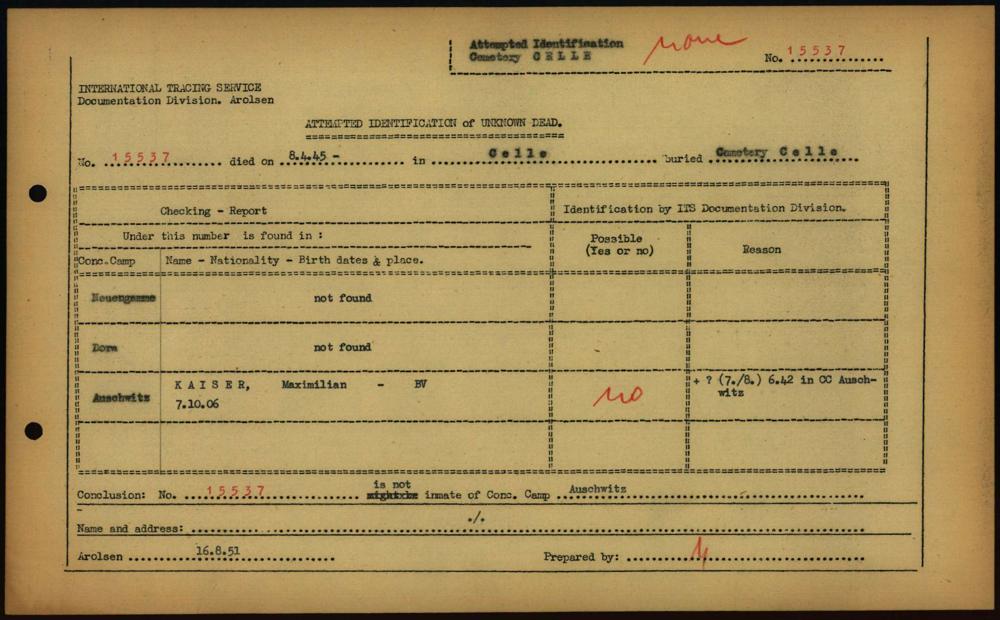 Attempted Identification
Cemetery CELLE
none
No. 15537
INTERNATIONAL TRACING SERVICE
Documentation Division. Arolsen
ATTEMPTED IDENTIFICATION of UNKNOWN DEAD.
No. 15537 died on 8.4.45 - in Celle buried Cemetery Celle
Checking - Report
Identification by ITS Documentation Division.
Under this number is found in :
Possible
(Yes or no)
Reason
Conc.Camp
Name - Nationality - Birth dates & place.
Neuengamme not found
Dora not found
Auschwitz
KAISER, Maximilian - BV
7.10.06
no
+ ? (7./8.) 6.42 in CCAusch-
witz
is not
Conclusion: No. 15537 might be inmate of Conc. Camp Auschwitz
Name and address: ./.
Arolsen 16.8.51 Prepared by: